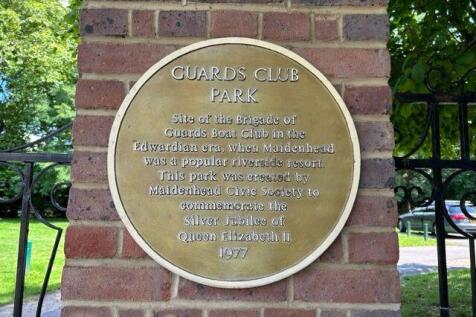 GUARDS CLUB
PARK
Site of the Brigade of
Guards Boat Club in the
Edwardian era, when Maidenhead
was a popular riverside resort.
This park was created by
Maidenhead Civic Society to
commemorate the
Silver Jubilee of
Queen Elizabeth II
1977